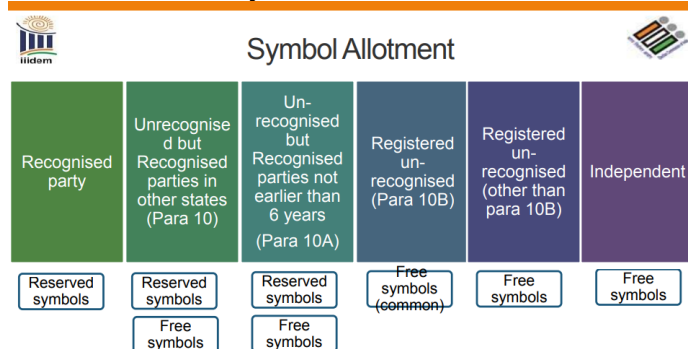 iiidem
Symbol Allotment
Recognised
party
Unrecognise
d but
Recognised
parties in
other states
(Para 10)
Un-
recognised
but
Recognised
parties not
earlier than
6 years
(Para 10A)
Registered
un-
recognised
(Para 10B)
Registered
un-
recognised
(other than
para 10B)
Independent
Reserved
symbols
Reserved
symbols
Reserved
symbols
Free
symbols
(common)
Free
symbols
Free
symbols
Free
symbols
Free
symbols